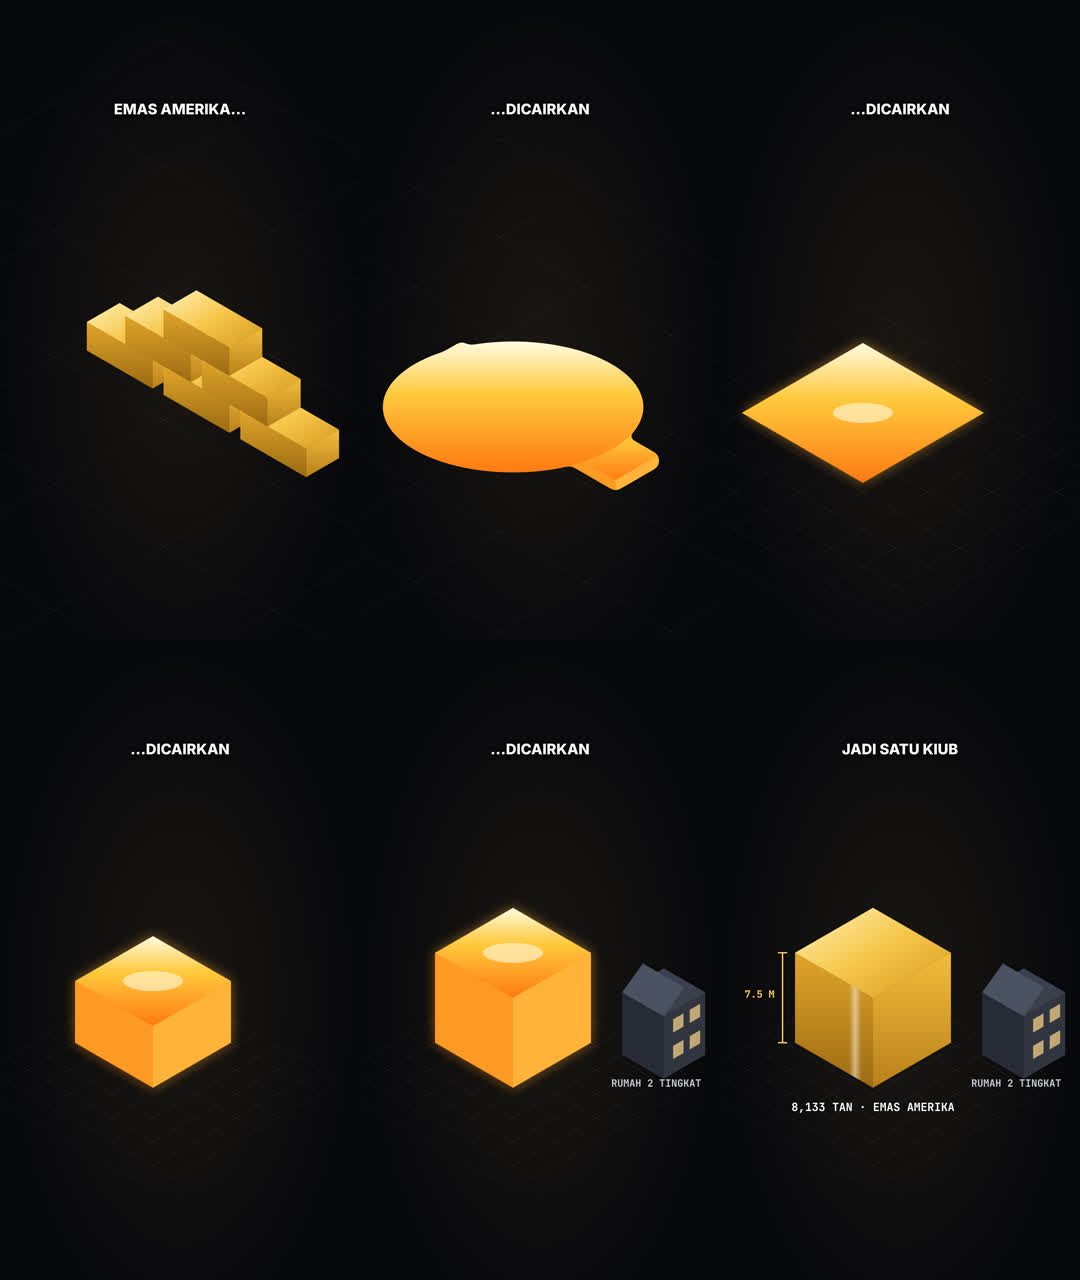 EMAS AMERIKA...
...DICAIRKAN
...DICAIRKAN
...DICAIRKAN
...DICAIRKAN
JADI SATU KIUB
7.5 M
RUMAH 2 TINGKAT
RUMAH 2 TINGKAT
8,133 TAN · EMAS AMERIKA